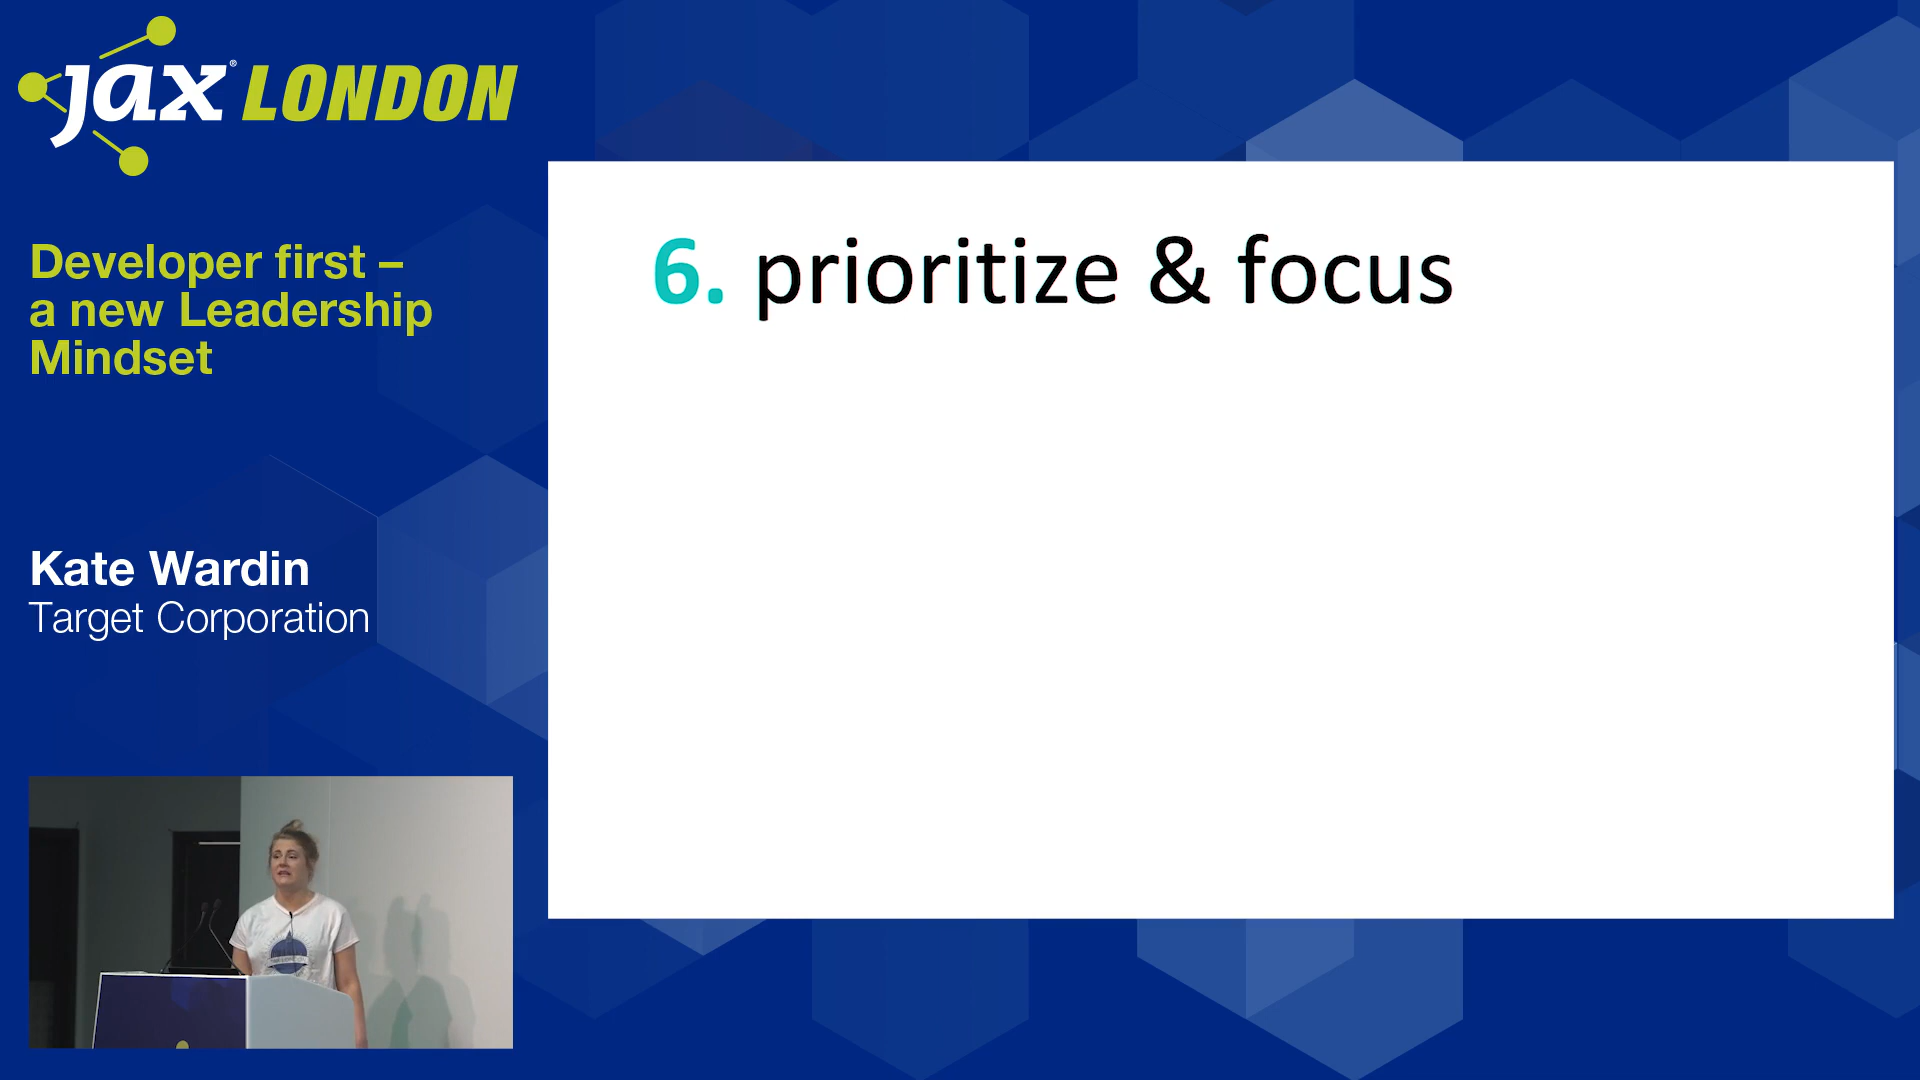 jax® LONDON
Developer first –
a new Leadership
Mindset
Kate Wardin
Target Corporation
6. prioritize & focus